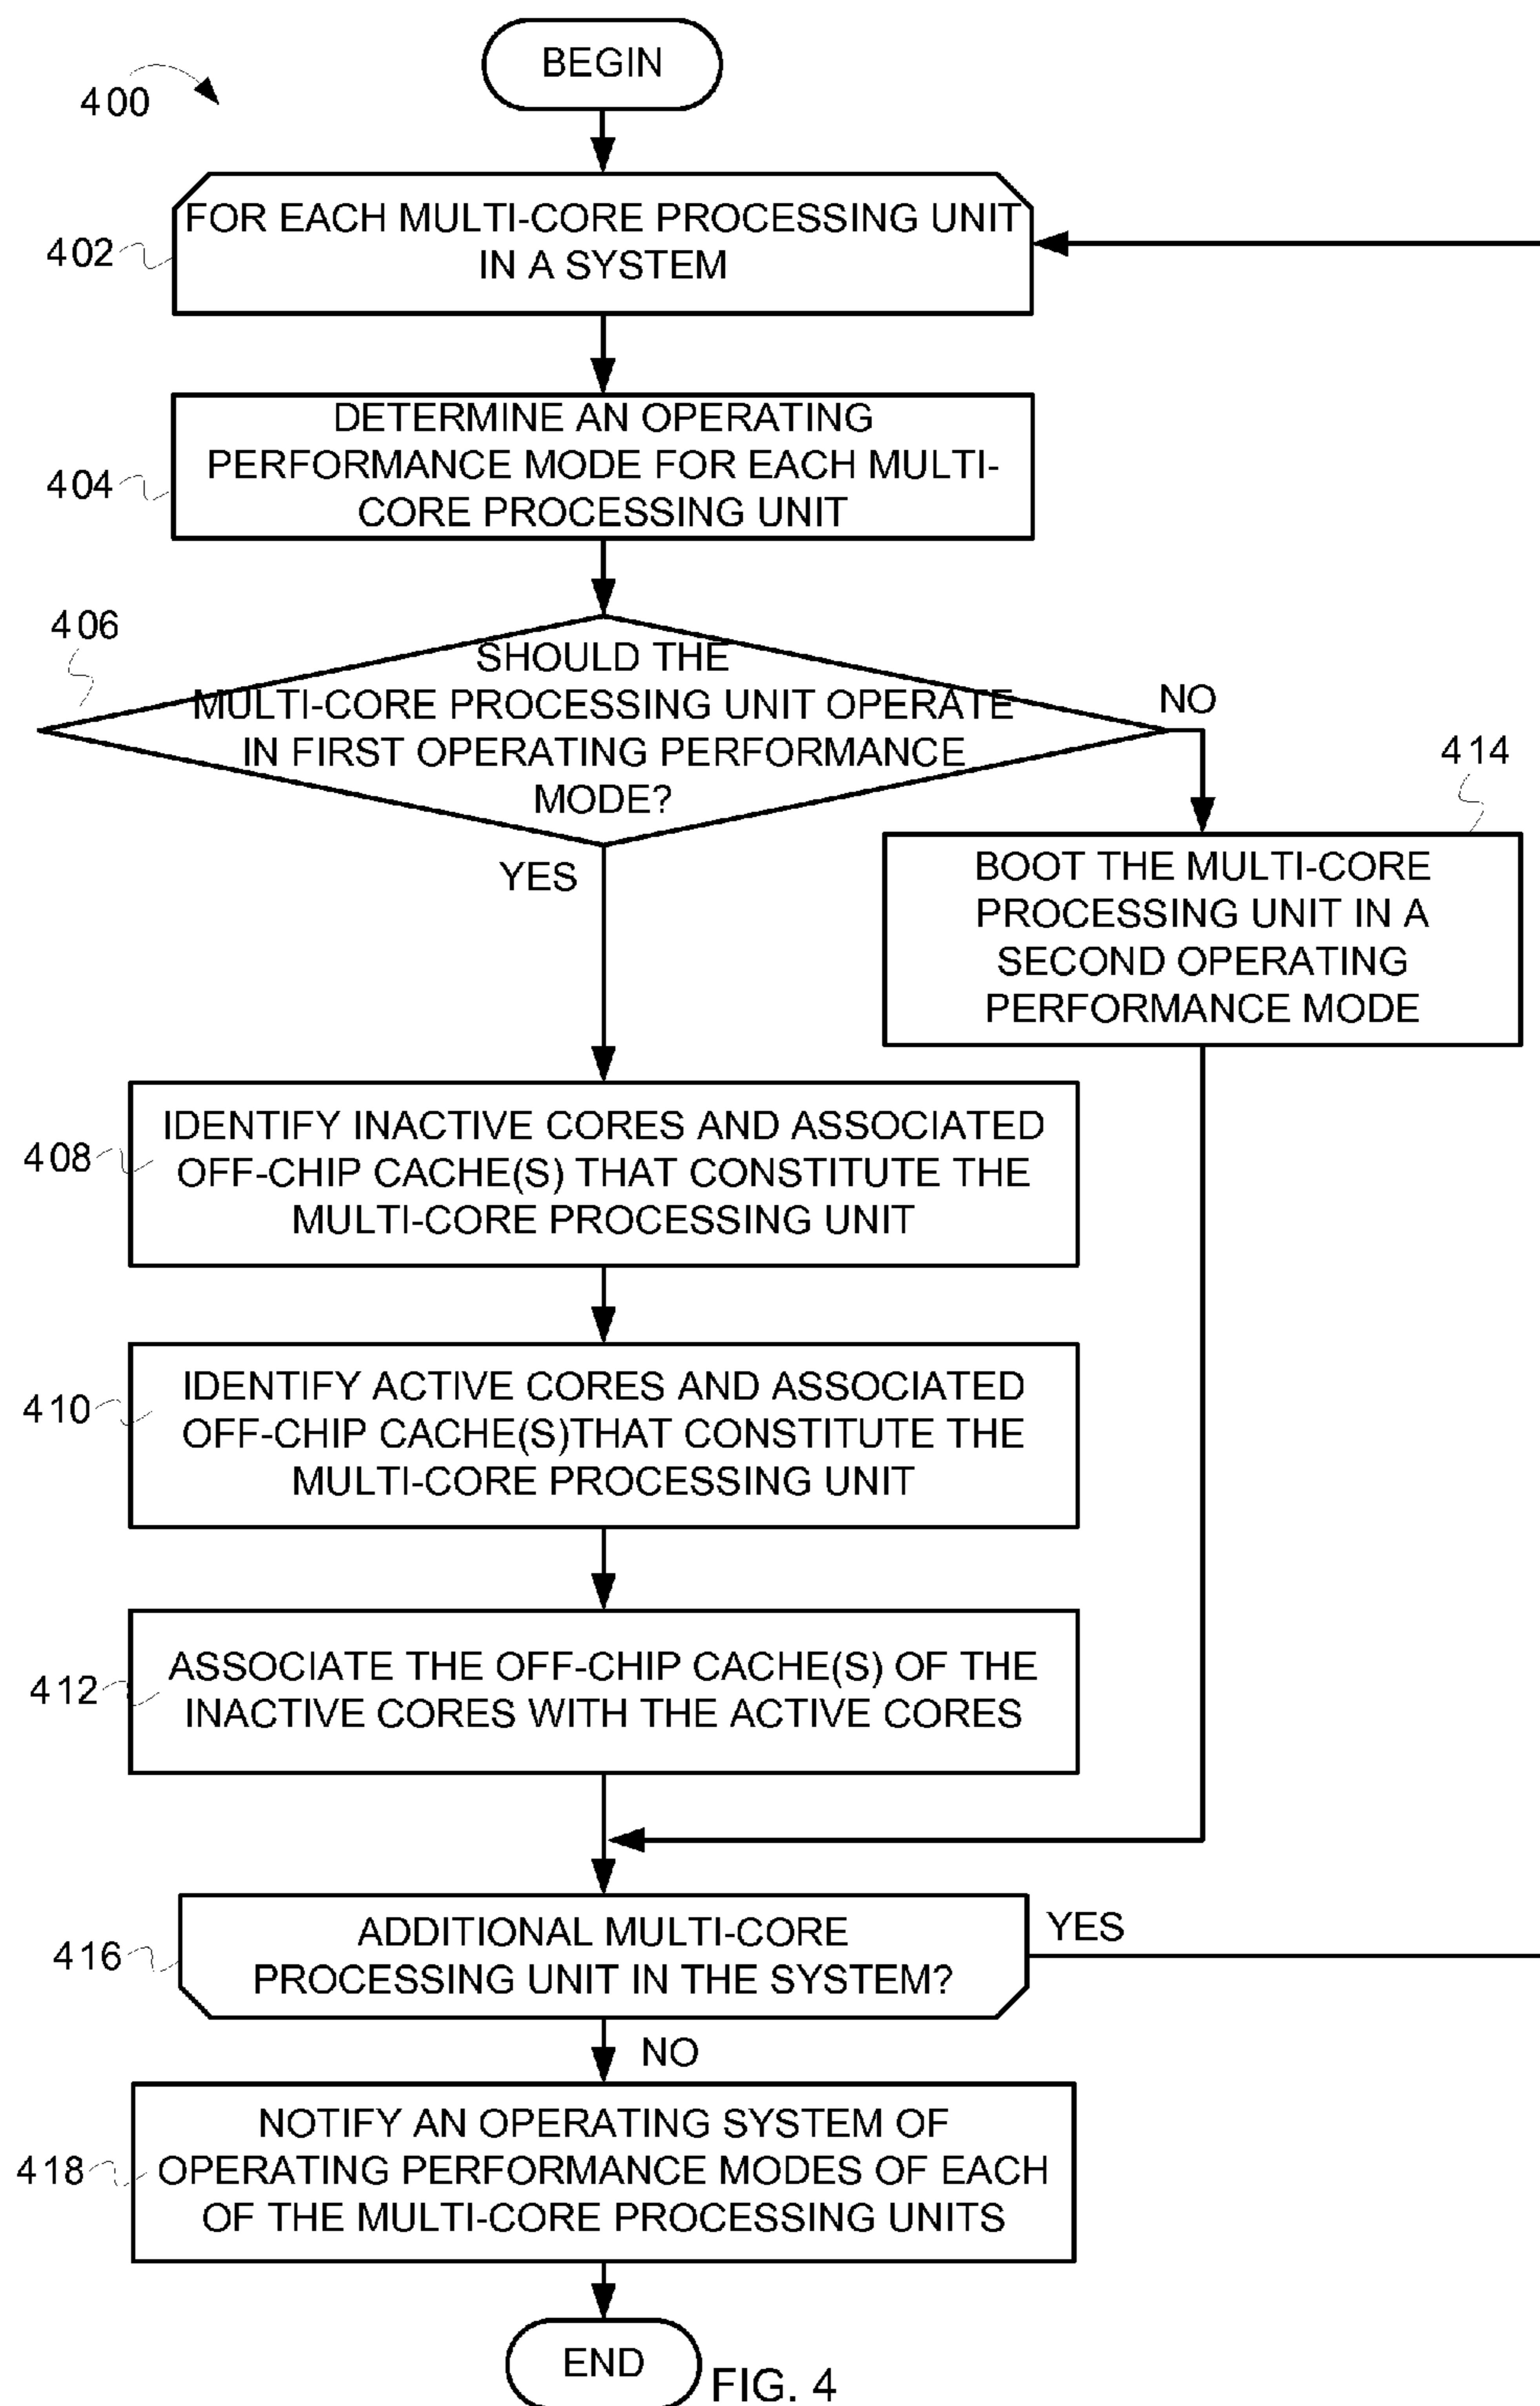 BEGIN
400
FOR EACH MULTI-CORE PROCESSING UNIT
IN A SYSTEM
402
DETERMINE AN OPERATING
PERFORMANCE MODE FOR EACH MULTI-
CORE PROCESSING UNIT
404
406
SHOULD THE
MULTI-CORE PROCESSING UNIT OPERATE
IN FIRST OPERATING PERFORMANCE
MODE?
NO
414
YES
BOOT THE MULTI-CORE
PROCESSING UNIT IN A
SECOND OPERATING
PERFORMANCE MODE
IDENTIFY INACTIVE CORES AND ASSOCIATED
OFF-CHIP CACHE(S) THAT CONSTITUTE THE
MULTI-CORE PROCESSING UNIT
408
IDENTIFY ACTIVE CORES AND ASSOCIATED
OFF-CHIP CACHE(S)THAT CONSTITUTE THE
MULTI-CORE PROCESSING UNIT
410
ASSOCIATE THE OFF-CHIP CACHE(S) OF THE
INACTIVE CORES WITH THE ACTIVE CORES
412
ADDITIONAL MULTI-CORE
PROCESSING UNIT IN THE SYSTEM?
416
YES
NO
NOTIFY AN OPERATING SYSTEM OF
OPERATING PERFORMANCE MODES OF EACH
OF THE MULTI-CORE PROCESSING UNITS
418
END
FIG. 4